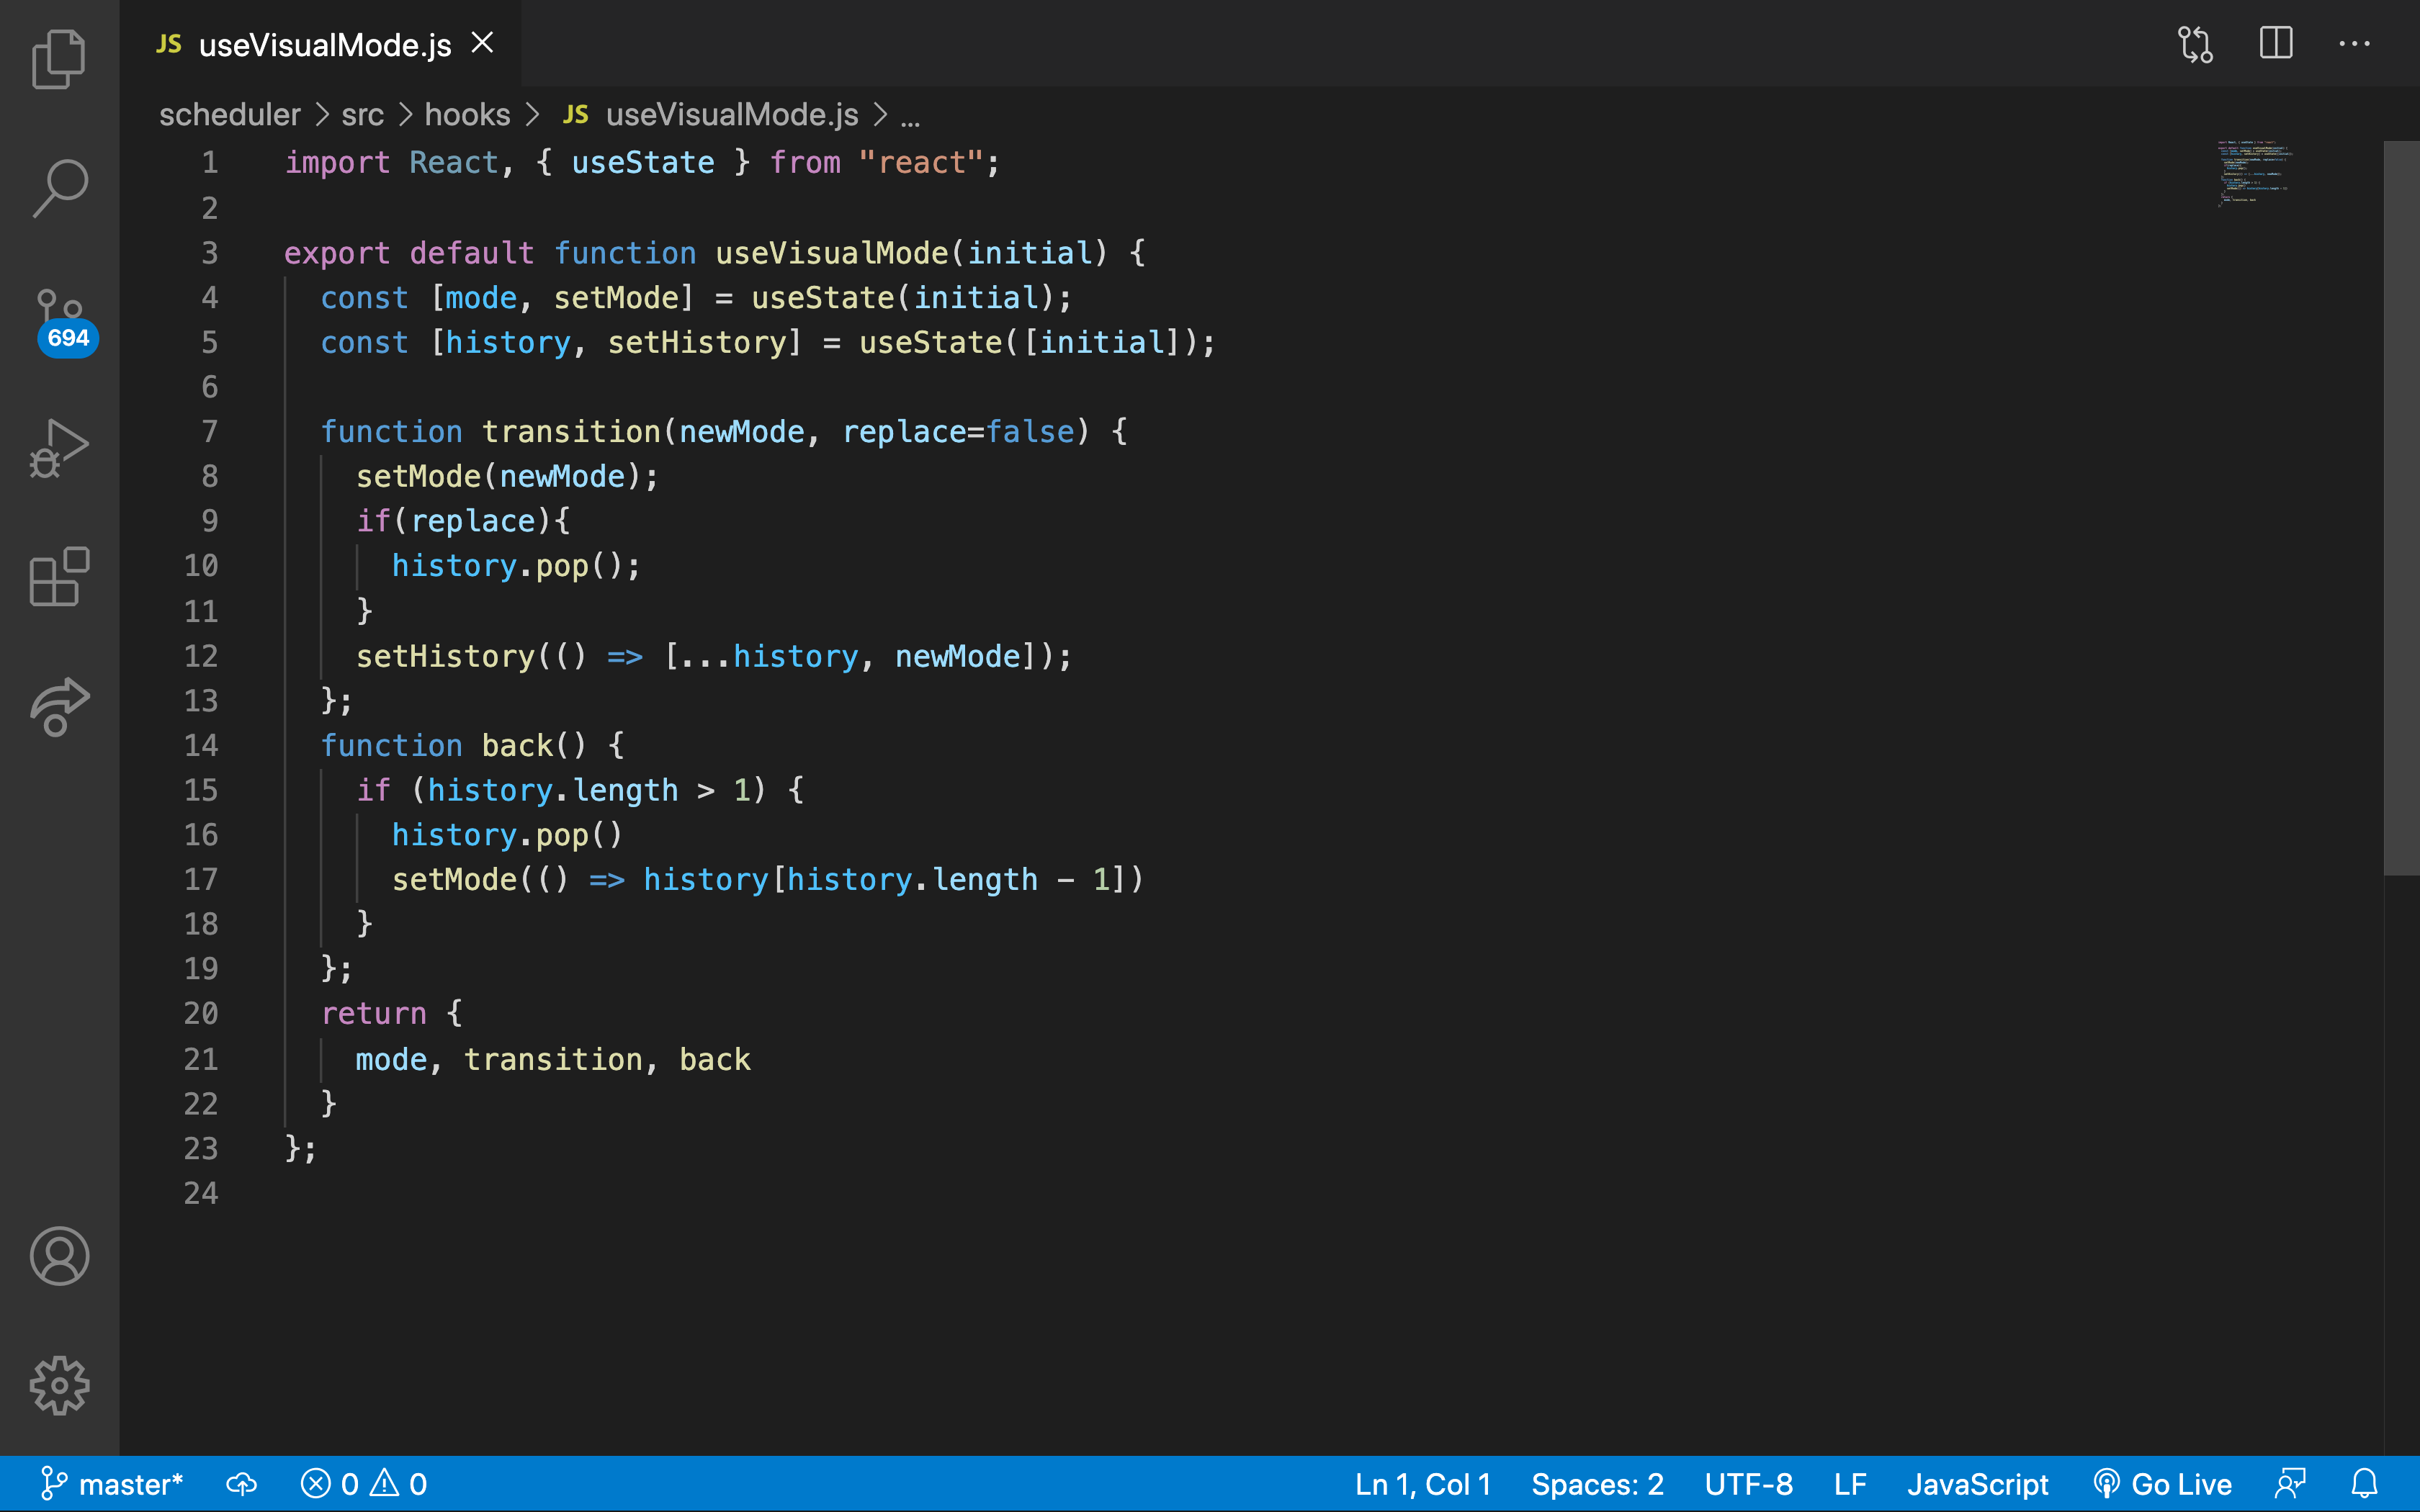 JS useVisualMode.js
scheduler > src > hooks > JS useVisualMode.js > ...
1 import React, { useState } from "react";
2
3 export default function useVisualMode(initial) {
4   const [mode, setMode] = useState(initial);
5   const [history, setHistory] = useState([initial]);
6
7   function transition(newMode, replace=false) {
8     setMode(newMode);
9     if(replace){
10       history.pop();
11     }
12     setHistory(() => [...history, newMode]);
13   };
14   function back() {
15     if (history.length > 1) {
16       history.pop()
17       setMode(() => history[history.length - 1])
18     }
19   };
20   return {
21     mode, transition, back
22   }
23 };
24
694
master* 0 0 Ln 1, Col 1 Spaces: 2 UTF-8 LF JavaScript Go Live